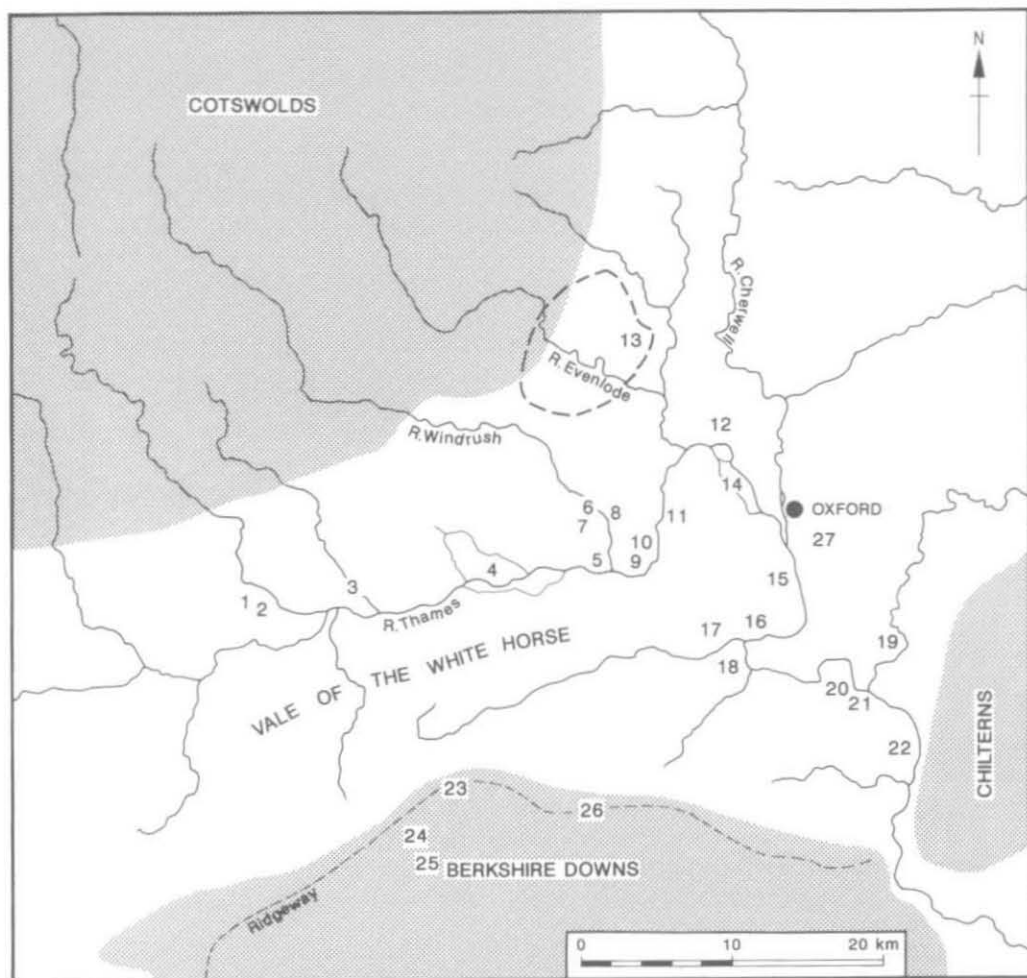 N
COTSWOLDS
R. Cherwell
13
R. Evenlode
R. Windrush
12
14
6
8
7
11
OXFORD
10
27
5
9
4
3
15
1
2
R. Thames
16
17
18
19
VALE OF THE WHITE HORSE
20
21
22
CHILTERNS
23
26
24
25
BERKSHIRE DOWNS
Ridgeway
0 10 20 km